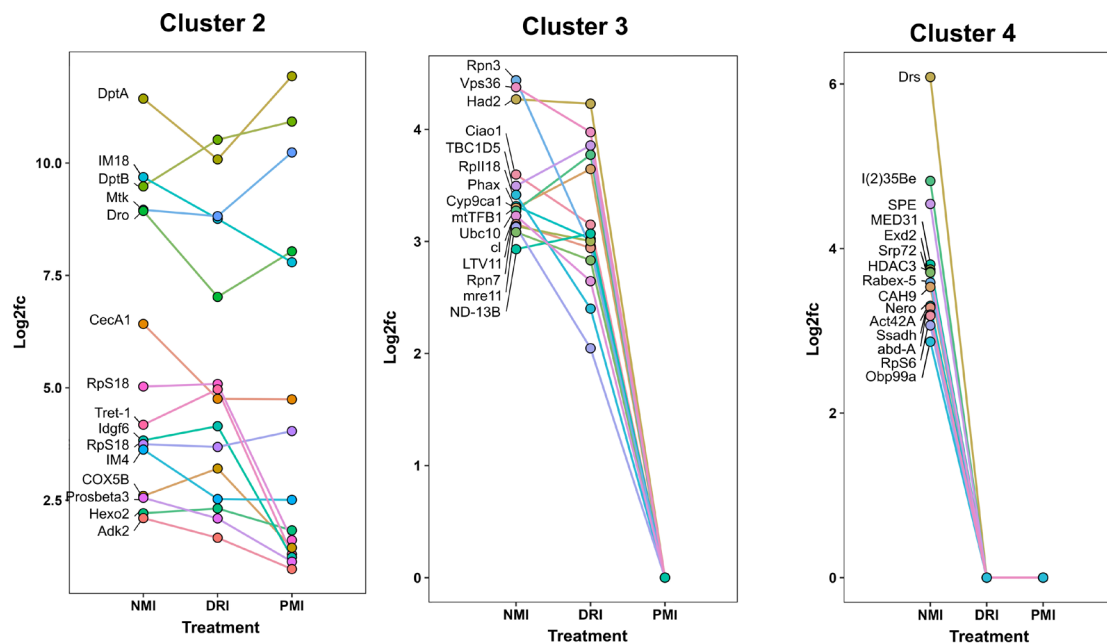 Cluster 2
DptA
IM18
DptB
Mtk
Dro
CecA1
RpS18
Tret-1
Idgf6
RpS18
IM4
COX5B
Prosbeta3
Hexo2
Adk2
10.0
7.5
5.0
2.5
Log2fc
NMI DRI PMI
Treatment
Cluster 3
Rpn3
Vps36
Had2
Ciao1
TBC1D5
RpII18
Phax
Cyp9ca1
mtTFB1
Ubc10
cl
LTV11
Rpn7
mre11
ND-13B
4
3
2
1
0
Log2fc
NMI DRI PMI
Treatment
Cluster 4
Drs
l(2)35Be
SPE
MED31
Exd2
Srp72
HDAC3
Rabex-5
CAH9
Nero
Act42A
Ssadh
abd-A
RpS6
Obp99a
6
4
2
0
Log2fc
NMI DRI PMI
Treatment